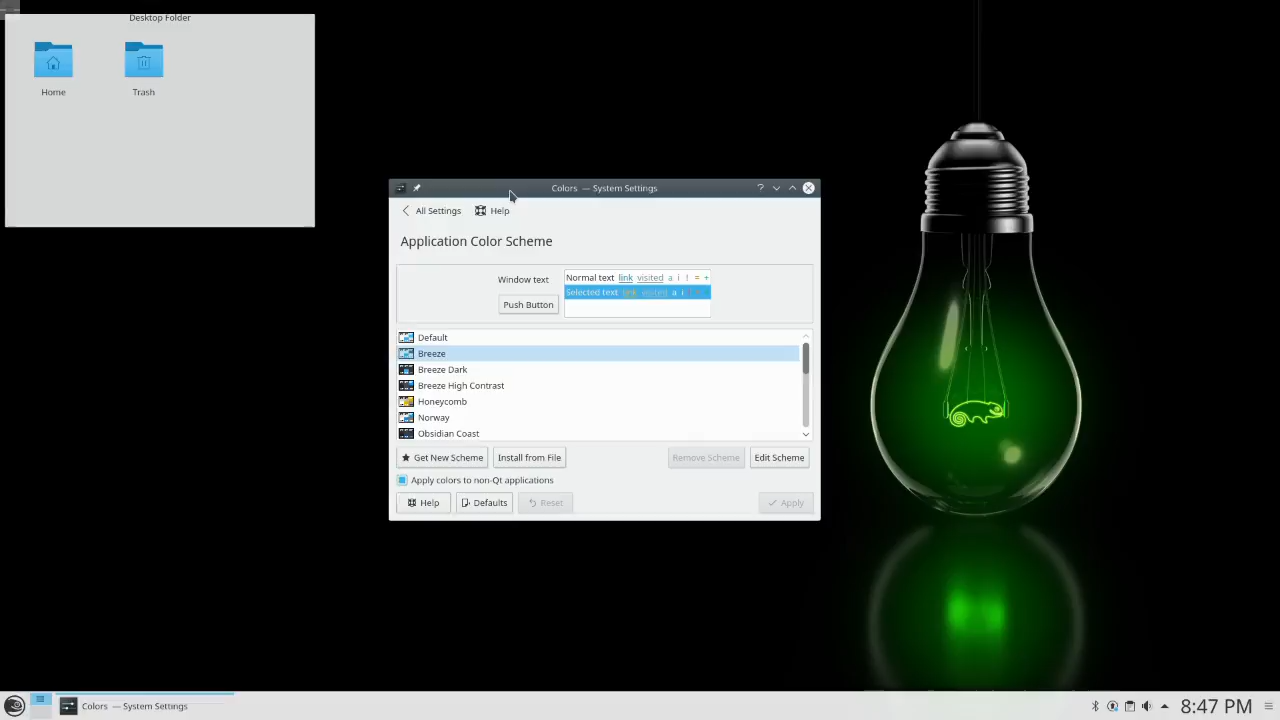 Desktop Folder
Home
Trash
Colors — System Settings
All Settings
Help
Application Color Scheme
Window text
Normal text link visited a i ! = +
Push Button
Selected text link visited a i ! = +
Default
Breeze
Breeze Dark
Breeze High Contrast
Honeycomb
Norway
Obsidian Coast
Get New Scheme
Install from File
Remove Scheme
Edit Scheme
Apply colors to non-Qt applications
Help
Defaults
Reset
Apply
Colors — System Settings
8:47 PM